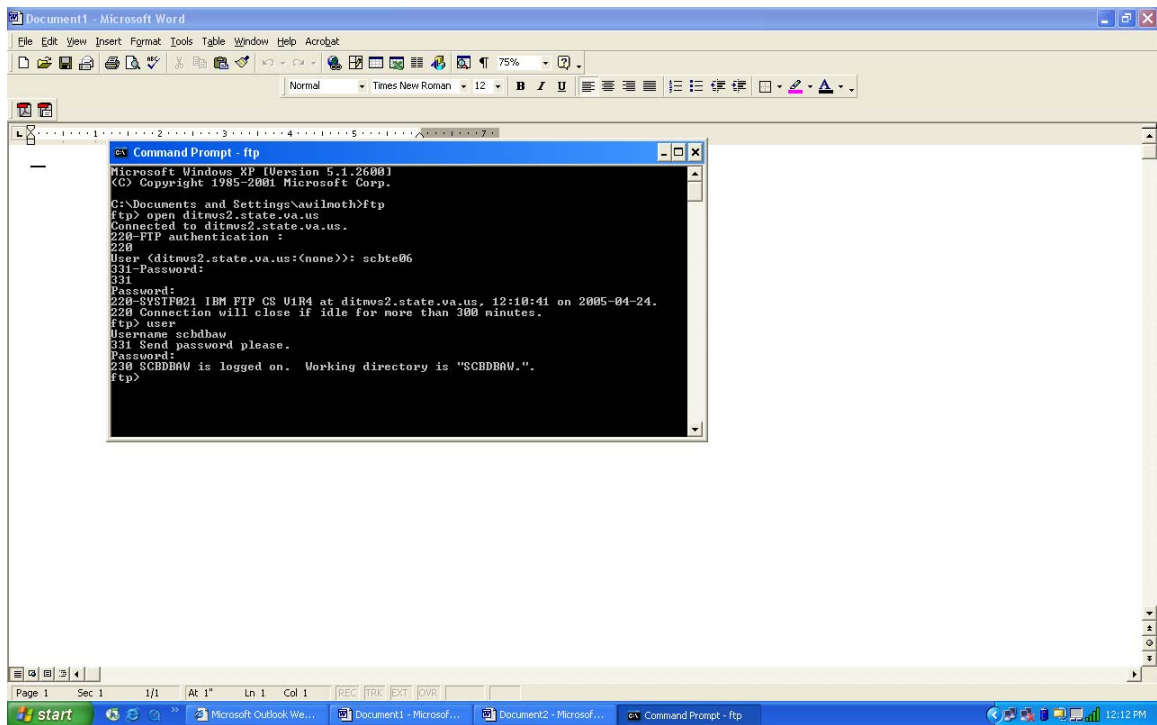 Document1 - Microsoft Word
File Edit View Insert Format Tools Table Window Help Acrobat
75%
Normal Times New Roman 12 B I U A
1 2 3 4 5 7
Command Prompt - ftp
Microsoft Windows XP [Version 5.1.2600]
(C) Copyright 1985-2001 Microsoft Corp.
C:\Documents and Settings\awilmoth>ftp
ftp> open ditmvs2.state.va.us
Connected to ditmvs2.state.va.us.
220-FTP authentication :
220
User (ditmvs2.state.va.us:(none)): scbte06
331-Password:
331
Password:
220-SYSTF021 IBM FTP CS V1R4 at ditmvs2.state.va.us, 12:10:41 on 2005-04-24.
220 Connection will close if idle for more than 300 minutes.
ftp> user
Username scbdbaw
331 Send password please.
Password:
230 SCBDBAW is logged on.  Working directory is "SCBDBAW.".
ftp>
Page 1 Sec 1 1/1 At 1" Ln 1 Col 1 REC TRK EXT OVR
start Microsoft Outlook We... Document1 - Microsof... Document2 - Microsof... Command Prompt - ftp 12:12 PM